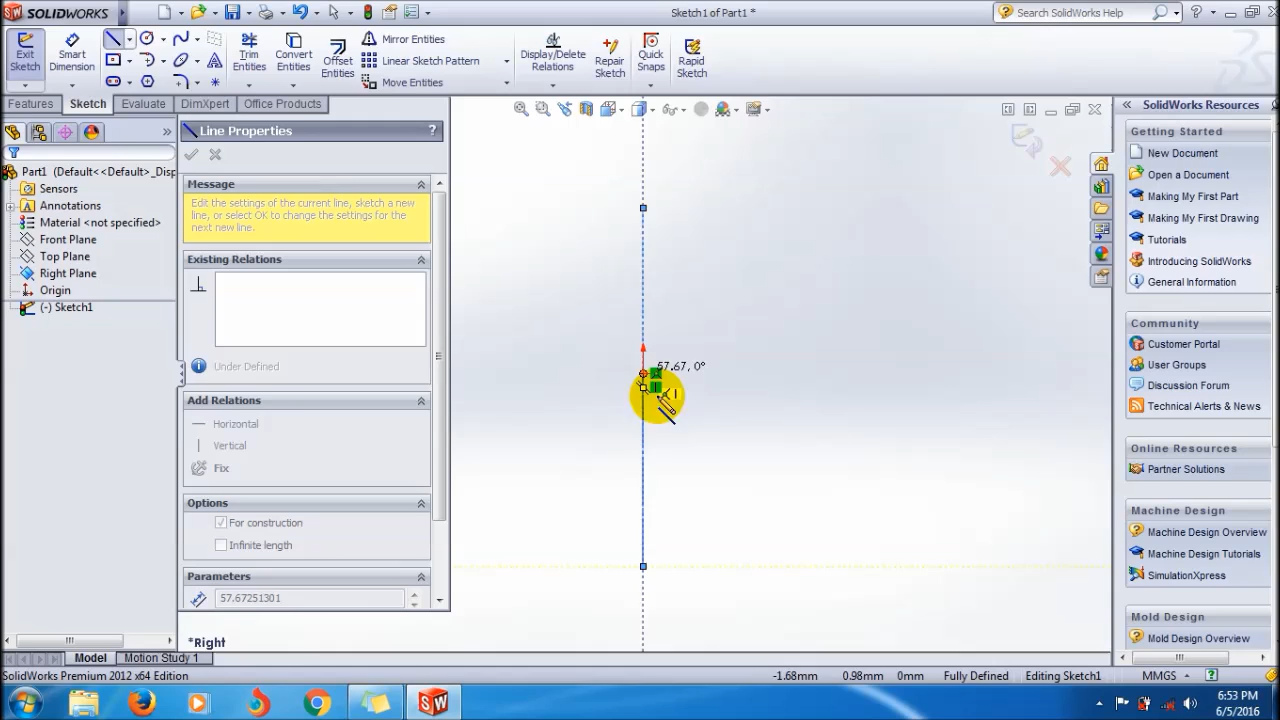 SOLIDWORKS
Sketch1 of Part1 *
Search SolidWorks Help
Exit Sketch
Smart Dimension
Trim Entities
Convert Entities
Offset Entities
Mirror Entities
Linear Sketch Pattern
Move Entities
Display/Delete Relations
Repair Sketch
Quick Snaps
Rapid Sketch
Features
Sketch
Evaluate
DimXpert
Office Products
Part1 (Default<<Default>_Disp
Sensors
Annotations
Material <not specified>
Front Plane
Top Plane
Right Plane
Origin
(-) Sketch1
Line Properties
?
Message
Edit the settings of the current line, sketch a new
line, or select OK to change the settings for the
next new line.
Existing Relations
Under Defined
Add Relations
Horizontal
Vertical
Fix
Options
For construction
Infinite length
Parameters
57.67251301
57.67, 0°
*Right
SolidWorks Resources
Getting Started
New Document
Open a Document
Making My First Part
Making My First Drawing
Tutorials
Introducing SolidWorks
General Information
Community
Customer Portal
User Groups
Discussion Forum
Technical Alerts & News
Online Resources
Partner Solutions
Machine Design
Machine Design Overview
Machine Design Tutorials
SimulationXpress
Mold Design
Mold Design Overview
Model
Motion Study 1
SolidWorks Premium 2012 x64 Edition
-1.68mm
0.98mm
0mm
Fully Defined
Editing Sketch1
MMGS
6:53 PM
6/5/2016